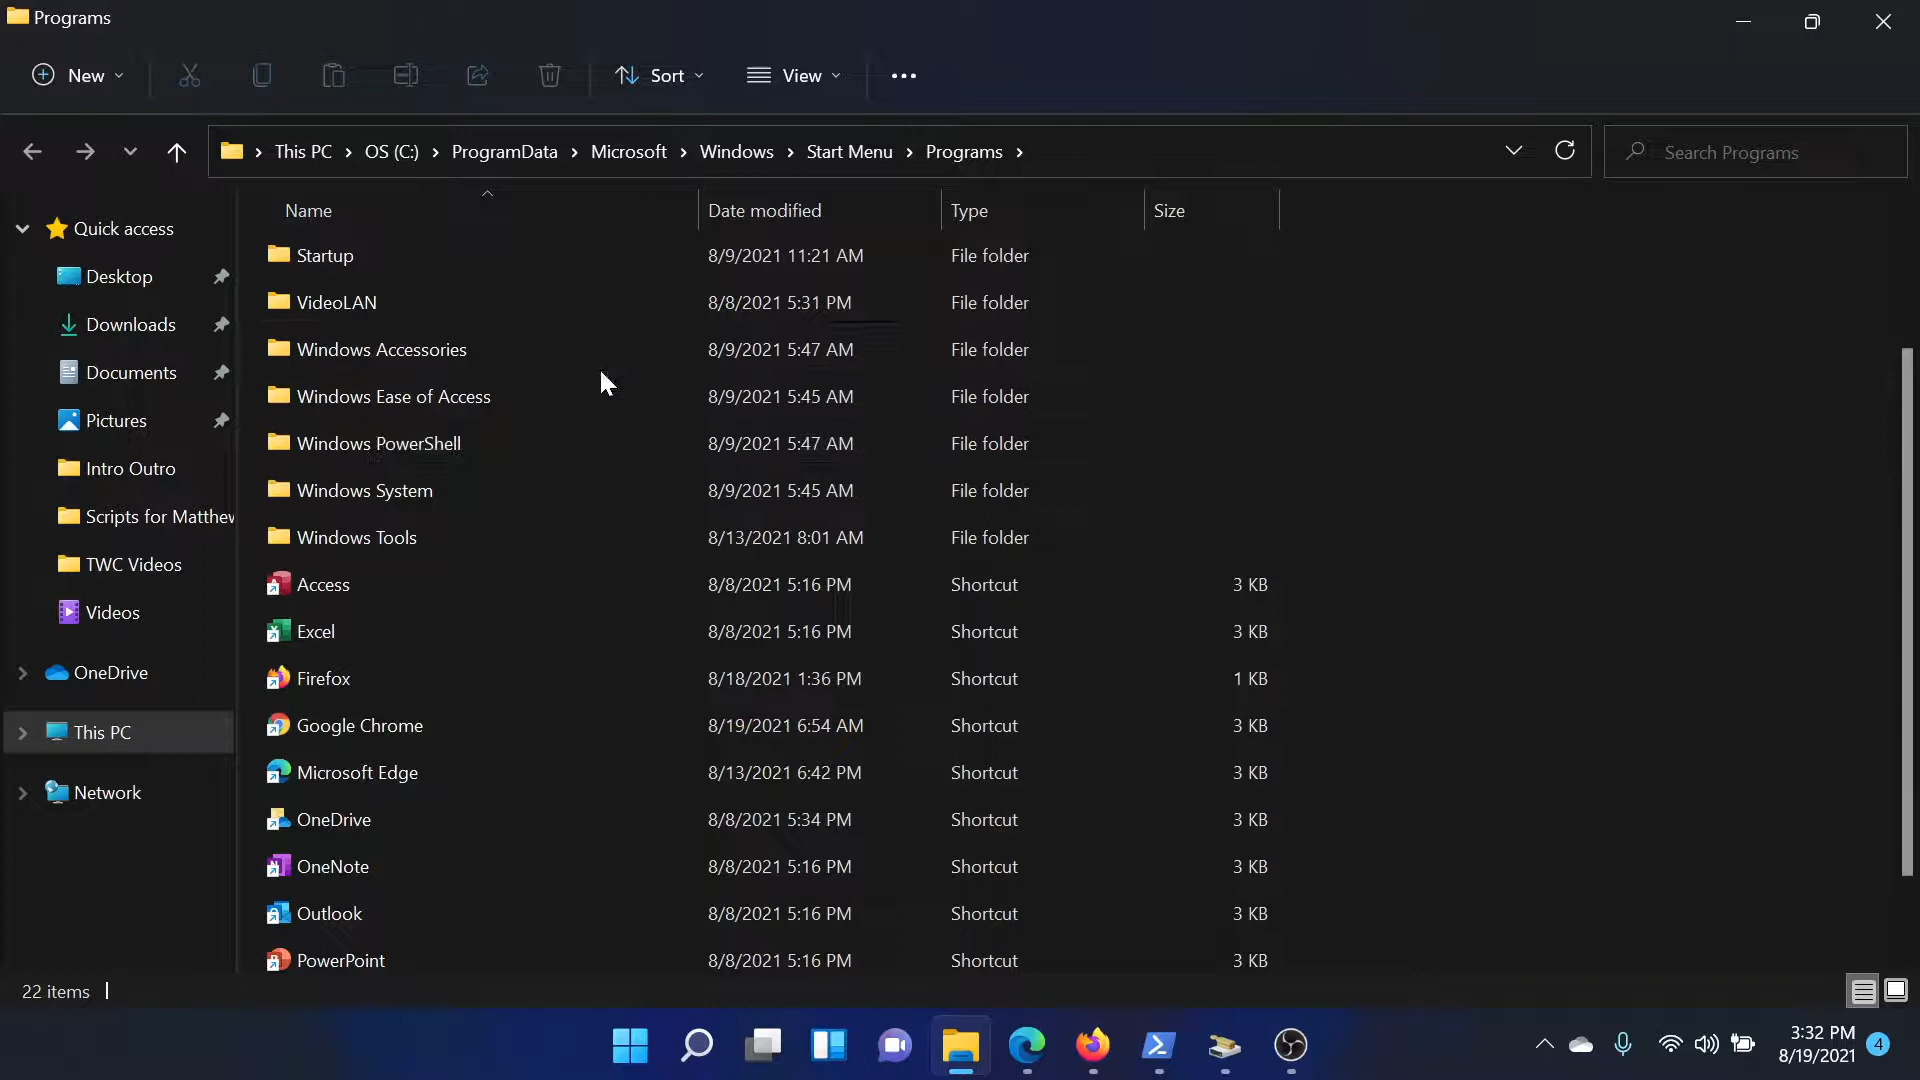 Programs
New
Sort
View
This PC > OS (C:) > ProgramData > Microsoft > Windows > Start Menu > Programs >
Search Programs
Name Date modified Type Size
Quick access
Desktop
Downloads
Documents
Pictures
Intro Outro
Scripts for Matthew
TWC Videos
Videos
OneDrive
This PC
Network
Startup 8/9/2021 11:21 AM File folder
VideoLAN 8/8/2021 5:31 PM File folder
Windows Accessories 8/9/2021 5:47 AM File folder
Windows Ease of Access 8/9/2021 5:45 AM File folder
Windows PowerShell 8/9/2021 5:47 AM File folder
Windows System 8/9/2021 5:45 AM File folder
Windows Tools 8/13/2021 8:01 AM File folder
Access 8/8/2021 5:16 PM Shortcut 3 KB
Excel 8/8/2021 5:16 PM Shortcut 3 KB
Firefox 8/18/2021 1:36 PM Shortcut 1 KB
Google Chrome 8/19/2021 6:54 AM Shortcut 3 KB
Microsoft Edge 8/13/2021 6:42 PM Shortcut 3 KB
OneDrive 8/8/2021 5:34 PM Shortcut 3 KB
OneNote 8/8/2021 5:16 PM Shortcut 3 KB
Outlook 8/8/2021 5:16 PM Shortcut 3 KB
PowerPoint 8/8/2021 5:16 PM Shortcut 3 KB
22 items
3:32 PM
8/19/2021
4